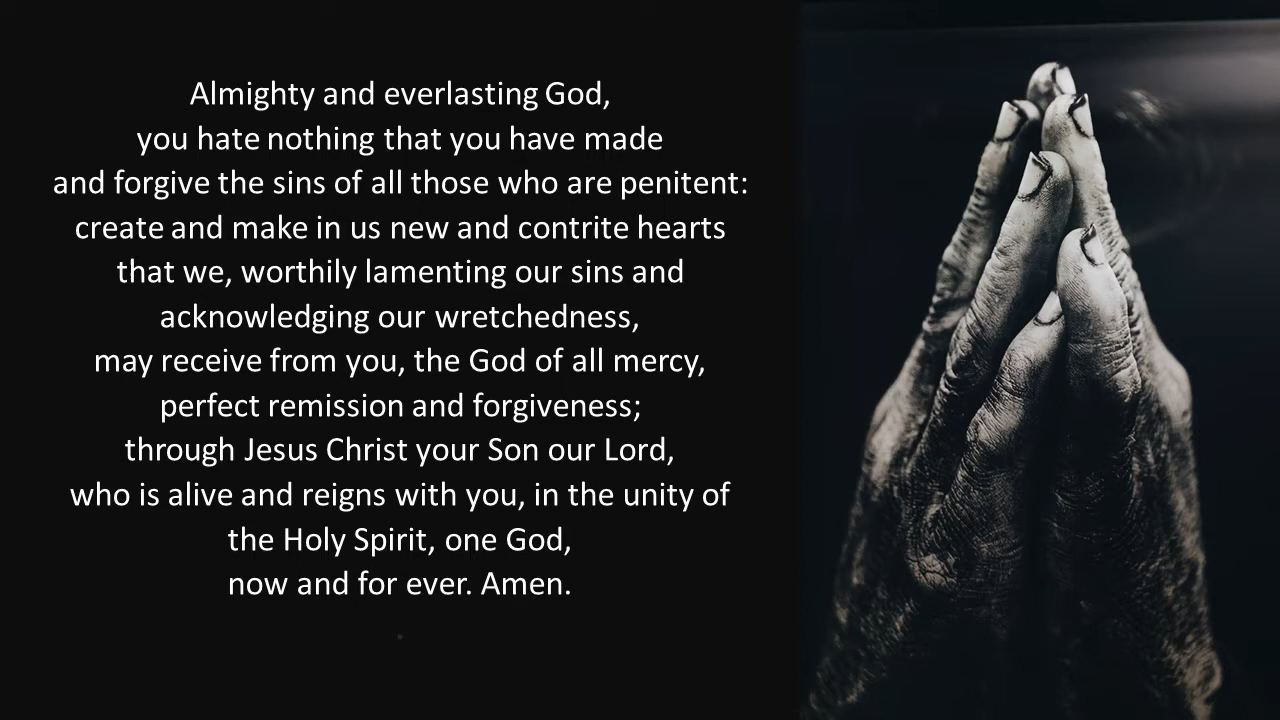 Almighty and everlasting God,
you hate nothing that you have made
and forgive the sins of all those who are penitent:
create and make in us new and contrite hearts
that we, worthily lamenting our sins and
acknowledging our wretchedness,
may receive from you, the God of all mercy,
perfect remission and forgiveness;
through Jesus Christ your Son our Lord,
who is alive and reigns with you, in the unity of
the Holy Spirit, one God,
now and for ever. Amen.